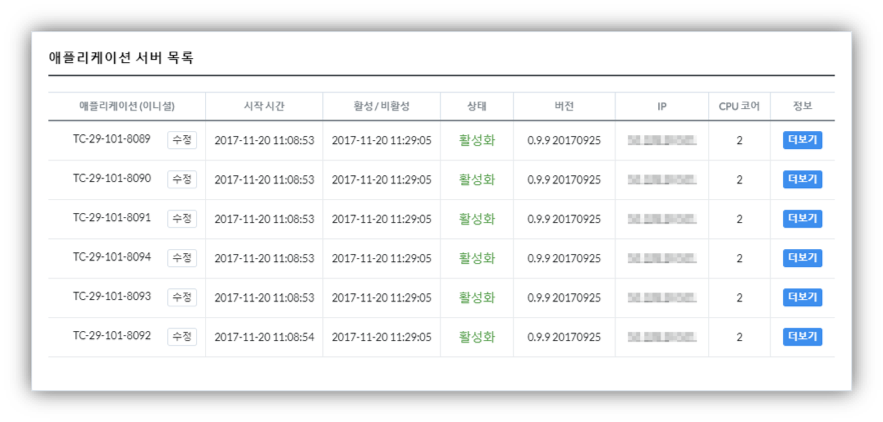 애플리케이션 서버 목록
애플리케이션 (이니셜) 시작 시간 활성 / 비활성 상태 버전 IP CPU 코어 정보
TC-29-101-8089 수정 2017-11-20 11:08:53 2017-11-20 11:29:05 활성화 0.9.9 20170925 2 더보기
TC-29-101-8090 수정 2017-11-20 11:08:53 2017-11-20 11:29:05 활성화 0.9.9 20170925 2 더보기
TC-29-101-8091 수정 2017-11-20 11:08:53 2017-11-20 11:29:05 활성화 0.9.9 20170925 2 더보기
TC-29-101-8094 수정 2017-11-20 11:08:53 2017-11-20 11:29:05 활성화 0.9.9 20170925 2 더보기
TC-29-101-8093 수정 2017-11-20 11:08:53 2017-11-20 11:29:05 활성화 0.9.9 20170925 2 더보기
TC-29-101-8092 수정 2017-11-20 11:08:54 2017-11-20 11:29:05 활성화 0.9.9 20170925 2 더보기